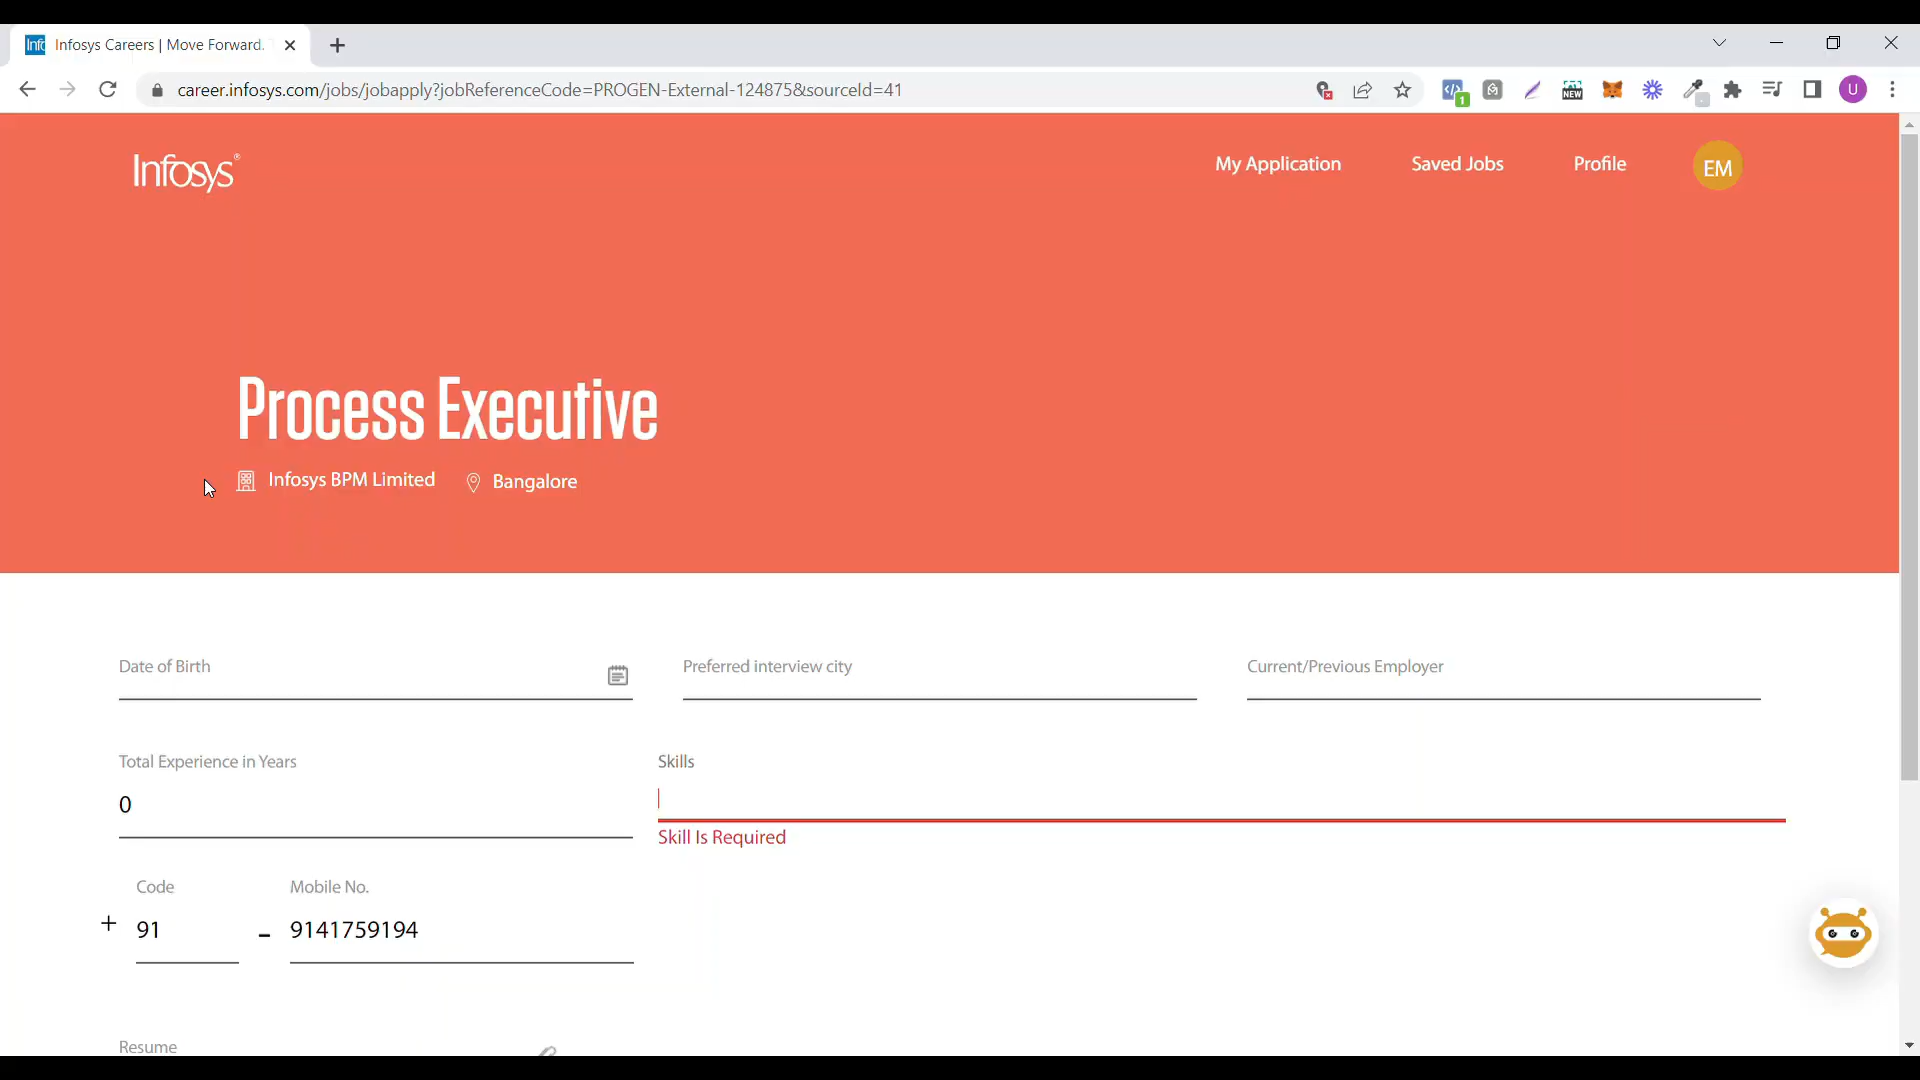 Infosys Careers | Move Forward.
career.infosys.com/jobs/jobapply?jobReferenceCode=PROGEN-External-124875&sourceId=41
1
NEW
U
Infosys®
My Application
Saved Jobs
Profile
EM
Process Executive
Infosys BPM Limited
Bangalore
Date of Birth
Preferred interview city
Current/Previous Employer
Total Experience in Years
Skills
0
Skill Is Required
Code
Mobile No.
+ 91 - 9141759194
Resume